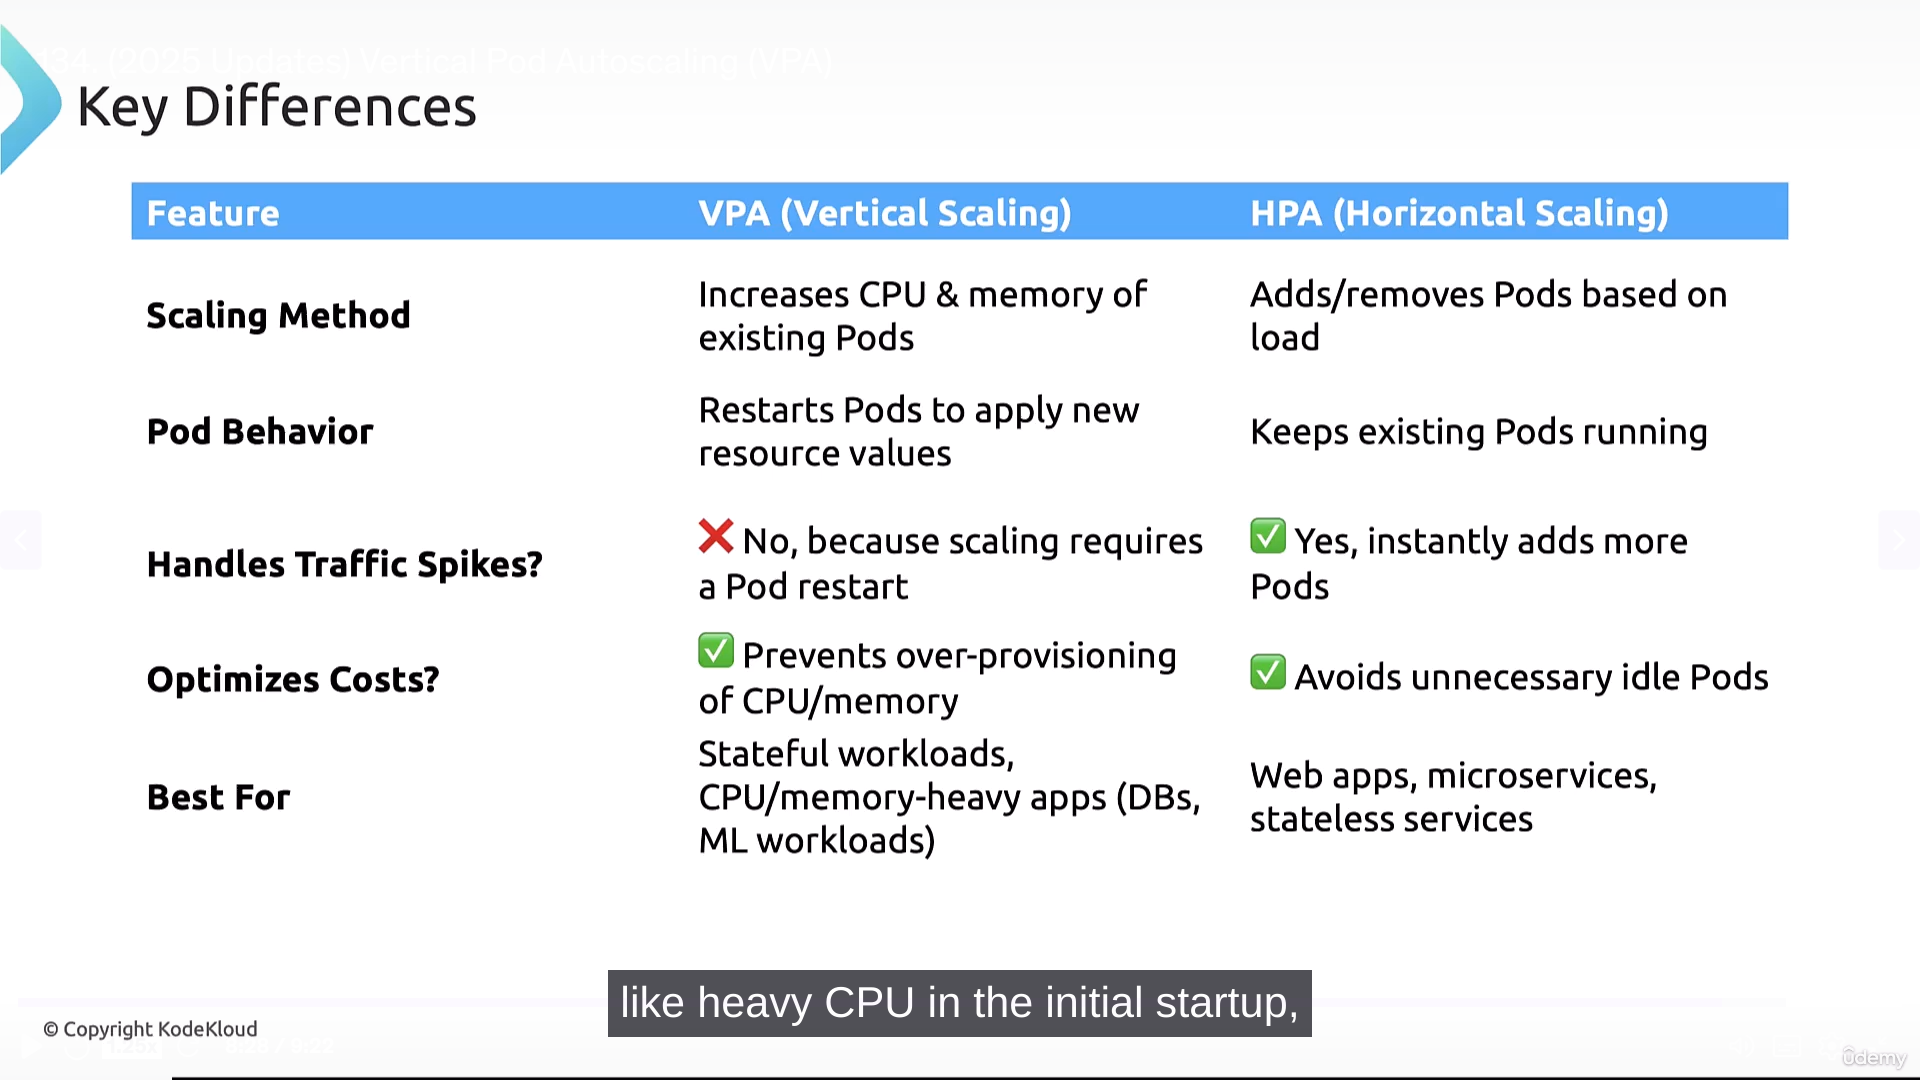 134. (2025 Updates) Vertical Pod Autoscaling (VPA)
Key Differences
Feature
VPA (Vertical Scaling)
HPA (Horizontal Scaling)
Scaling Method
Increases CPU & memory of
existing Pods
Adds/removes Pods based on
load
Pod Behavior
Restarts Pods to apply new
resource values
Keeps existing Pods running
Handles Traffic Spikes?
❌ No, because scaling requires
a Pod restart
✅ Yes, instantly adds more
Pods
Optimizes Costs?
✅ Prevents over-provisioning
of CPU/memory
✅ Avoids unnecessary idle Pods
Best For
Stateful workloads,
CPU/memory-heavy apps (DBs,
ML workloads)
Web apps, microservices,
stateless services
like heavy CPU in the initial startup,
© Copyright KodeKloud
ûdemy